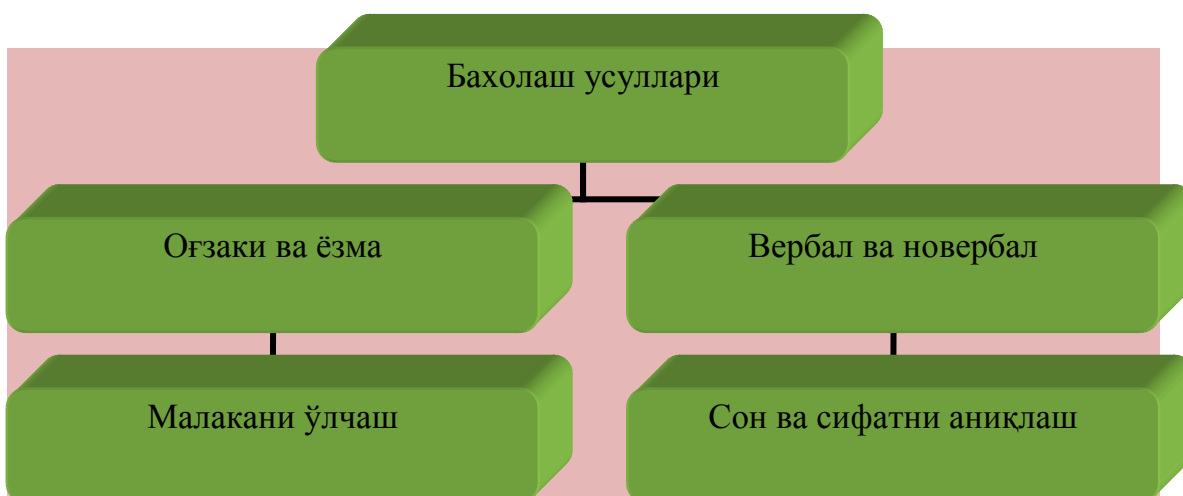 Бахолаш усуллари
Оғзаки ва ёзма
Вербал ва новербал
Малакани ўлчаш
Сон ва сифатни аниқлаш